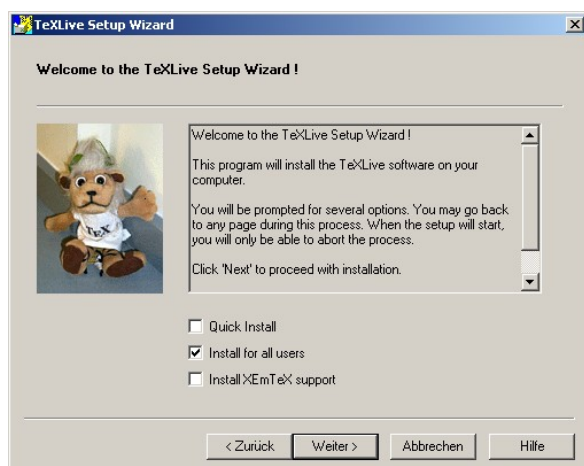 TeXLive Setup Wizard
Welcome to the TeXLive Setup Wizard !
Welcome to the TeXLive Setup Wizard !
This program will install the TeXLive software on your
computer.
You will be prompted for several options. You may go back
to any page during this process. When the setup will start,
you will only be able to abort the process.
Click 'Next' to proceed with installation.
TeX
Quick Install
Install for all users
Install XEmTeX support
< Zurück
Weiter >
Abbrechen
Hilfe